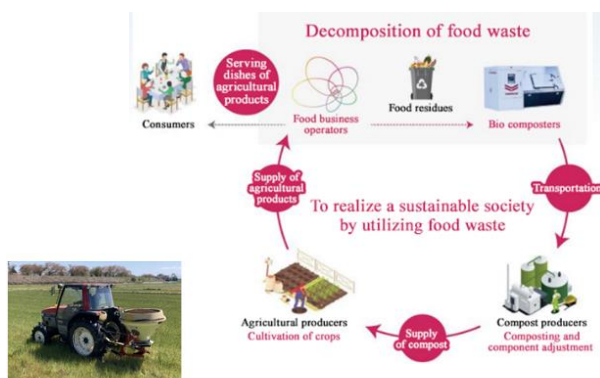 Decomposition of food waste
Serving
dishes of
agricultural
products
Consumers
Food business
operators
Food residues
Bio composters
Supply of
agricultural
products
Transportation
To realize a sustainable society
by utilizing food waste
Agricultural producers
Cultivation of crops
Supply
of compost
Compost producers
Composting and
component adjustment